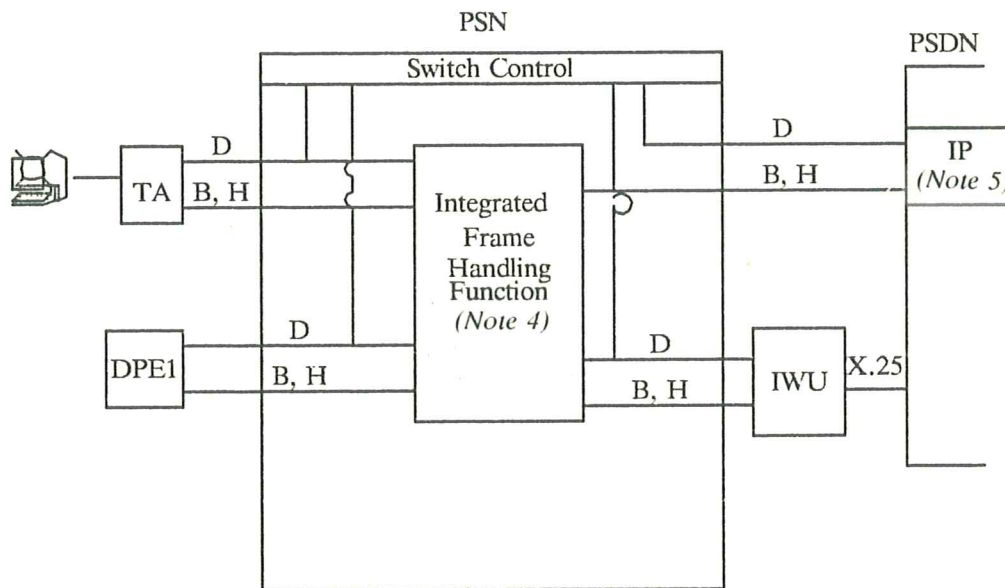 PSN
PSDN
Switch Control
D
D
TA
B, H
B, H
IP
(Note 5)
Integrated
Frame
Handling
Function
(Note 4)
D
D
DPE1
B, H
B, H
IWU
X.25